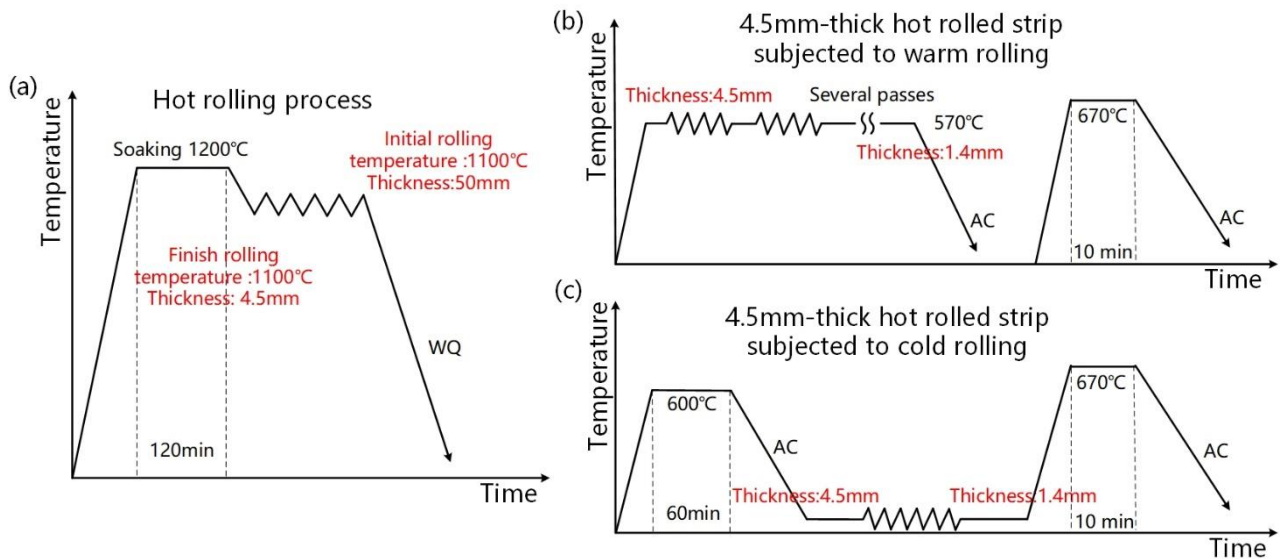 (a)
Hot rolling process
Temperature
Soaking 1200℃
Initial rolling
temperature :1100℃
Thickness:50mm
Finish rolling
temperature :1100℃
Thickness: 4.5mm
WQ
120min
Time
(b)
4.5mm-thick hot rolled strip
subjected to warm rolling
Temperature
Thickness:4.5mm
Several passes
570℃
Thickness:1.4mm
AC
670℃
AC
10 min
Time
(c)
4.5mm-thick hot rolled strip
subjected to cold rolling
Temperature
600℃
AC
60min
Thickness:4.5mm
Thickness:1.4mm
670℃
AC
10 min
Time